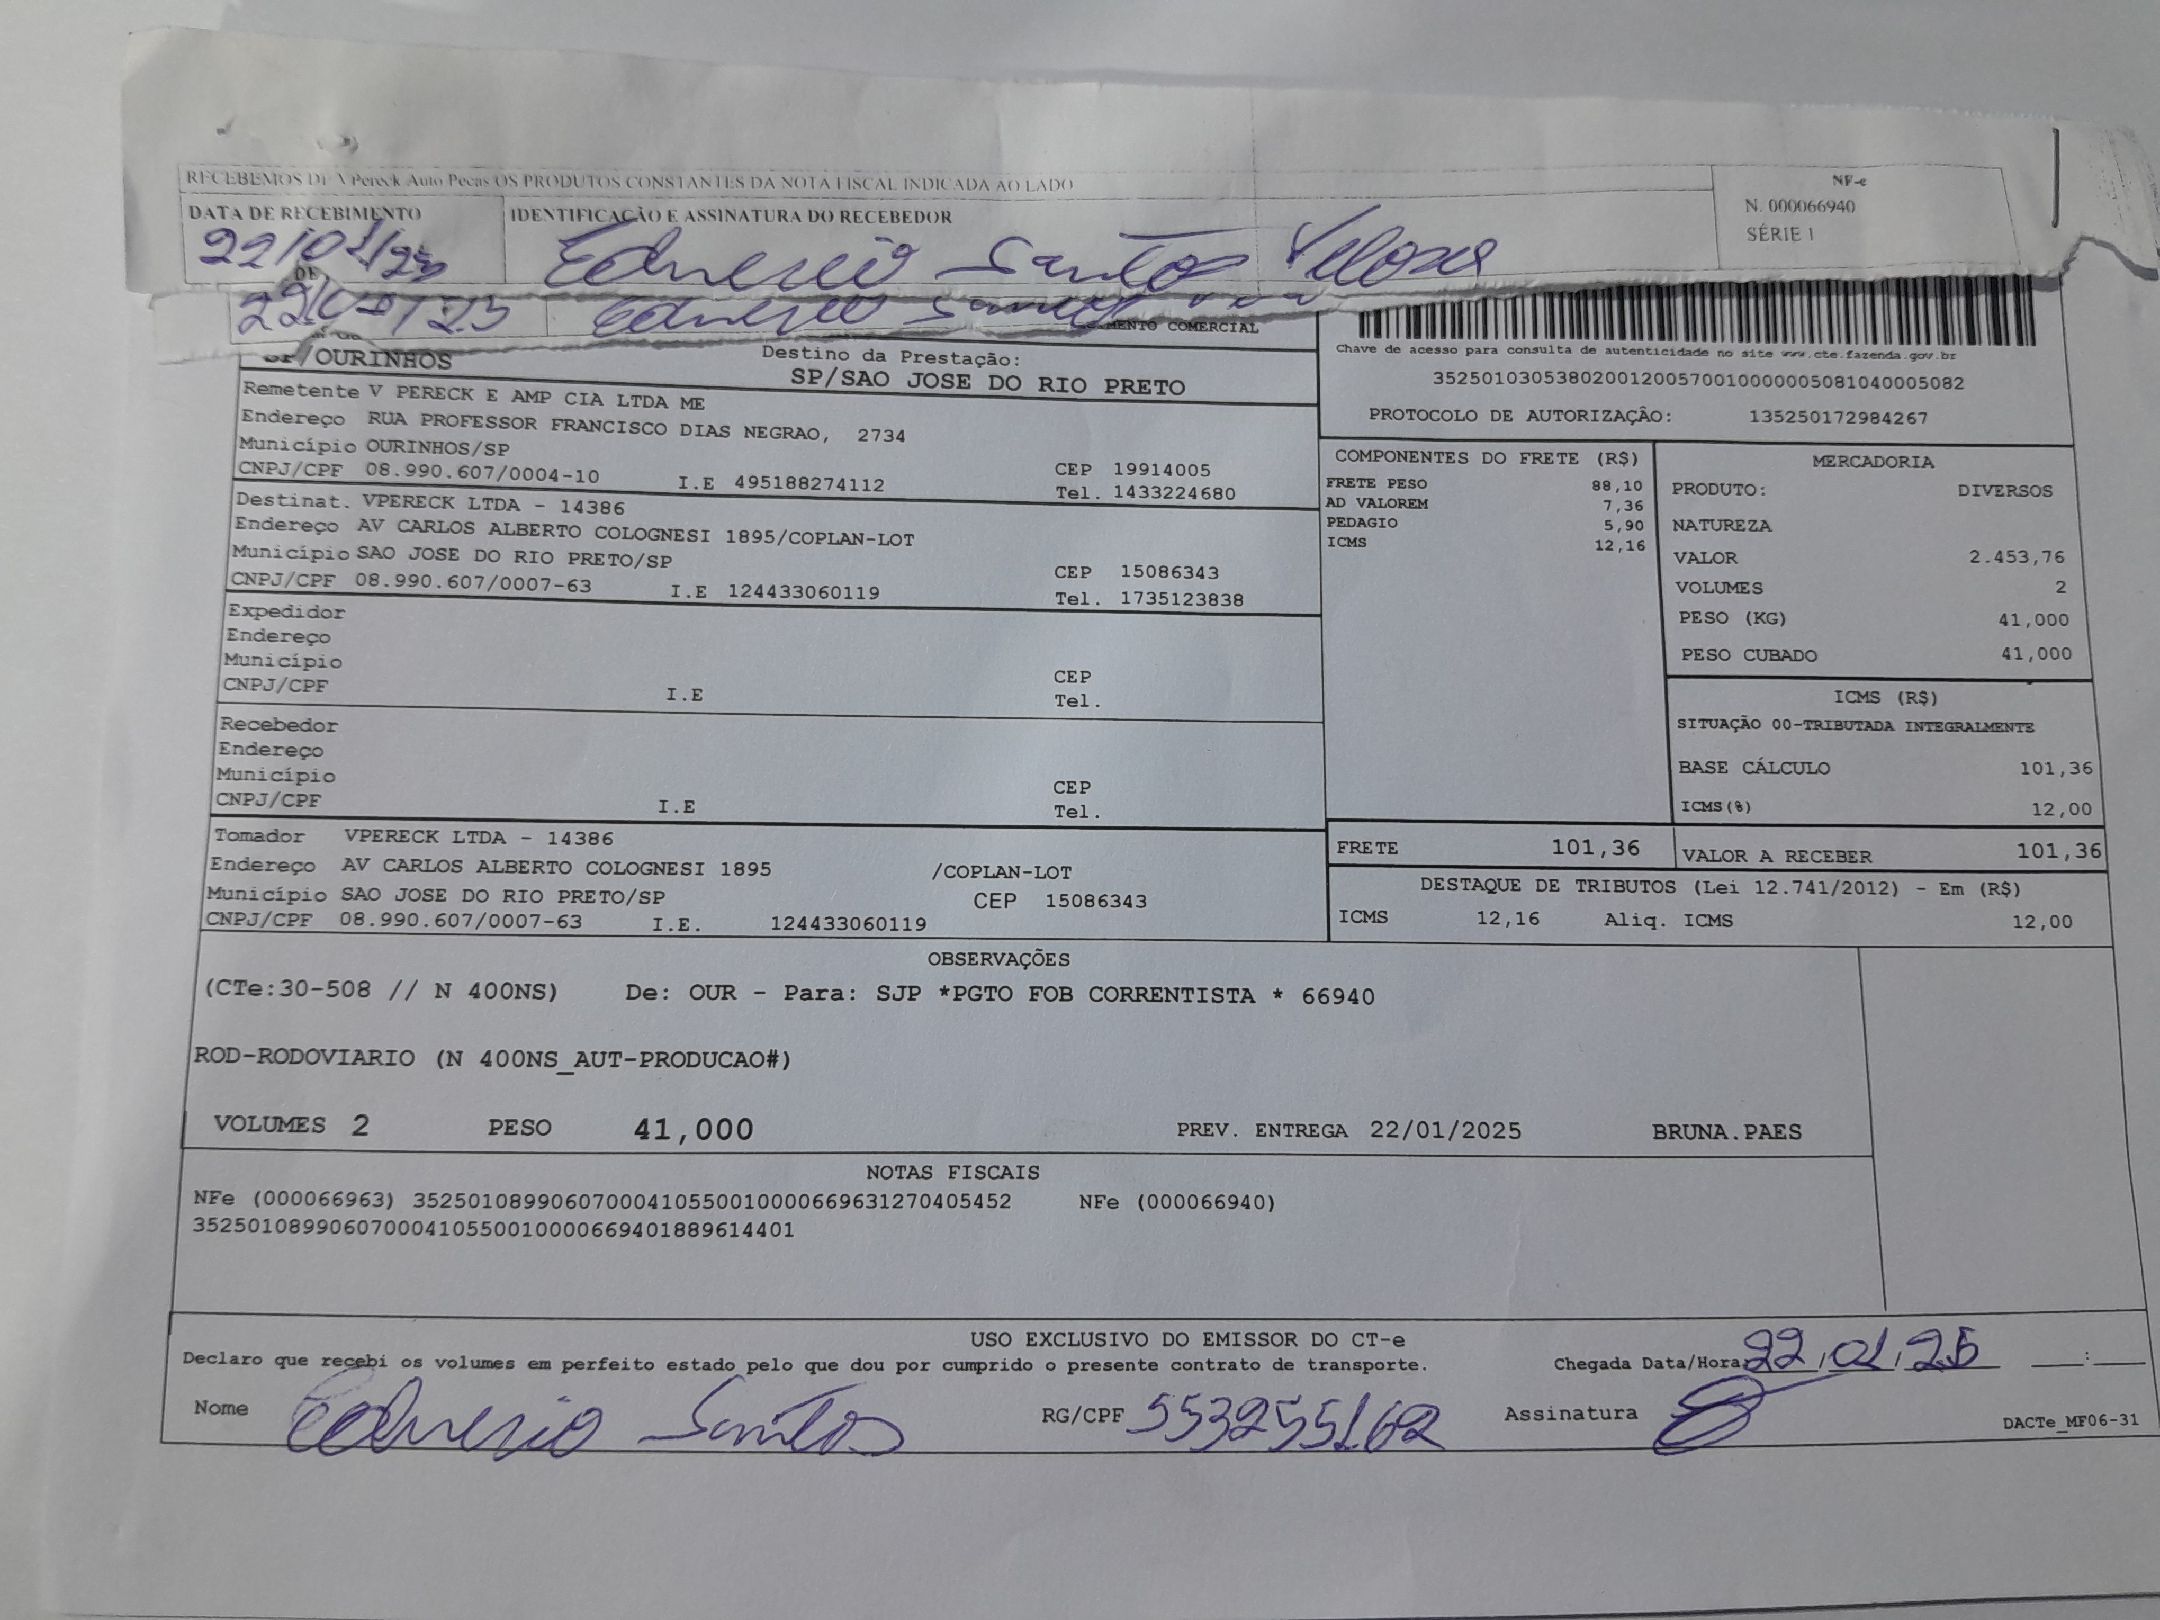 RECEBEMOS DE V Pereck Auto Pecas OS PRODUTOS CONSTANTES DA NOTA FISCAL INDICADA AO LADO
NF-e
N. 000066940
SÉRIE 1
DATA DE RECEBIMENTO
IDENTIFICAÇÃO E ASSINATURA DO RECEBEDOR
22/01/25
Santos
DE
COMERCIAL
SP/OURINHOS
Destino da Prestação:
SP/SAO JOSE DO RIO PRETO
Chave de acesso para consulta de autenticidade no site www.cte.fazenda.gov.br
35250103053802001200570010000005081040005082
PROTOCOLO DE AUTORIZAÇÃO: 135250172984267
Remetente V PERECK E AMP CIA LTDA ME
Endereço RUA PROFESSOR FRANCISCO DIAS NEGRAO, 2734
Município OURINHOS/SP
CEP 19914005
CNPJ/CPF 08.990.607/0004-10 I.E 495188274112
Tel. 1433224680
Destinat. VPERECK LTDA - 14386
Endereço AV CARLOS ALBERTO COLOGNESI 1895/COPLAN-LOT
Município SAO JOSE DO RIO PRETO/SP
CEP 15086343
CNPJ/CPF 08.990.607/0007-63 I.E 124433060119
Tel. 1735123838
Expedidor
Endereço
Município
CEP
CNPJ/CPF I.E
Tel.
Recebedor
Endereço
Município
CEP
CNPJ/CPF I.E
Tel.
Tomador VPERECK LTDA - 14386
Endereço AV CARLOS ALBERTO COLOGNESI 1895 /COPLAN-LOT
Município SAO JOSE DO RIO PRETO/SP CEP 15086343
CNPJ/CPF 08.990.607/0007-63 I.E. 124433060119
COMPONENTES DO FRETE (R$)
FRETE PESO 88,10
AD VALOREM 7,36
PEDAGIO 5,90
ICMS 12,16
MERCADORIA
PRODUTO: DIVERSOS
NATUREZA
VALOR 2.453,76
VOLUMES 2
PESO (KG) 41,000
PESO CUBADO 41,000
ICMS (R$)
SITUAÇÃO 00-TRIBUTADA INTEGRALMENTE
BASE CÁLCULO 101,36
ICMS(%) 12,00
FRETE 101,36
VALOR A RECEBER 101,36
DESTAQUE DE TRIBUTOS (Lei 12.741/2012) - Em (R$)
ICMS 12,16 Aliq. ICMS 12,00
OBSERVAÇÕES
(CTe:30-508 // N 400NS) De: OUR - Para: SJP *PGTO FOB CORRENTISTA * 66940
ROD-RODOVIARIO (N 400NS_AUT-PRODUCAO#)
VOLUMES 2 PESO 41,000 PREV. ENTREGA 22/01/2025 BRUNA.PAES
NOTAS FISCAIS
NFe (000066963) 35250108990607000410550010000669631270405452 NFe (000066940)
35250108990607000410550010000669401889614401
USO EXCLUSIVO DO EMISSOR DO CT-e
Declaro que recebi os volumes em perfeito estado pelo que dou por cumprido o presente contrato de transporte.
Chegada Data/Hora: 22/01/25 ___:___
Nome Santos
RG/CPF 553255162
Assinatura
DACTe_MF06-31